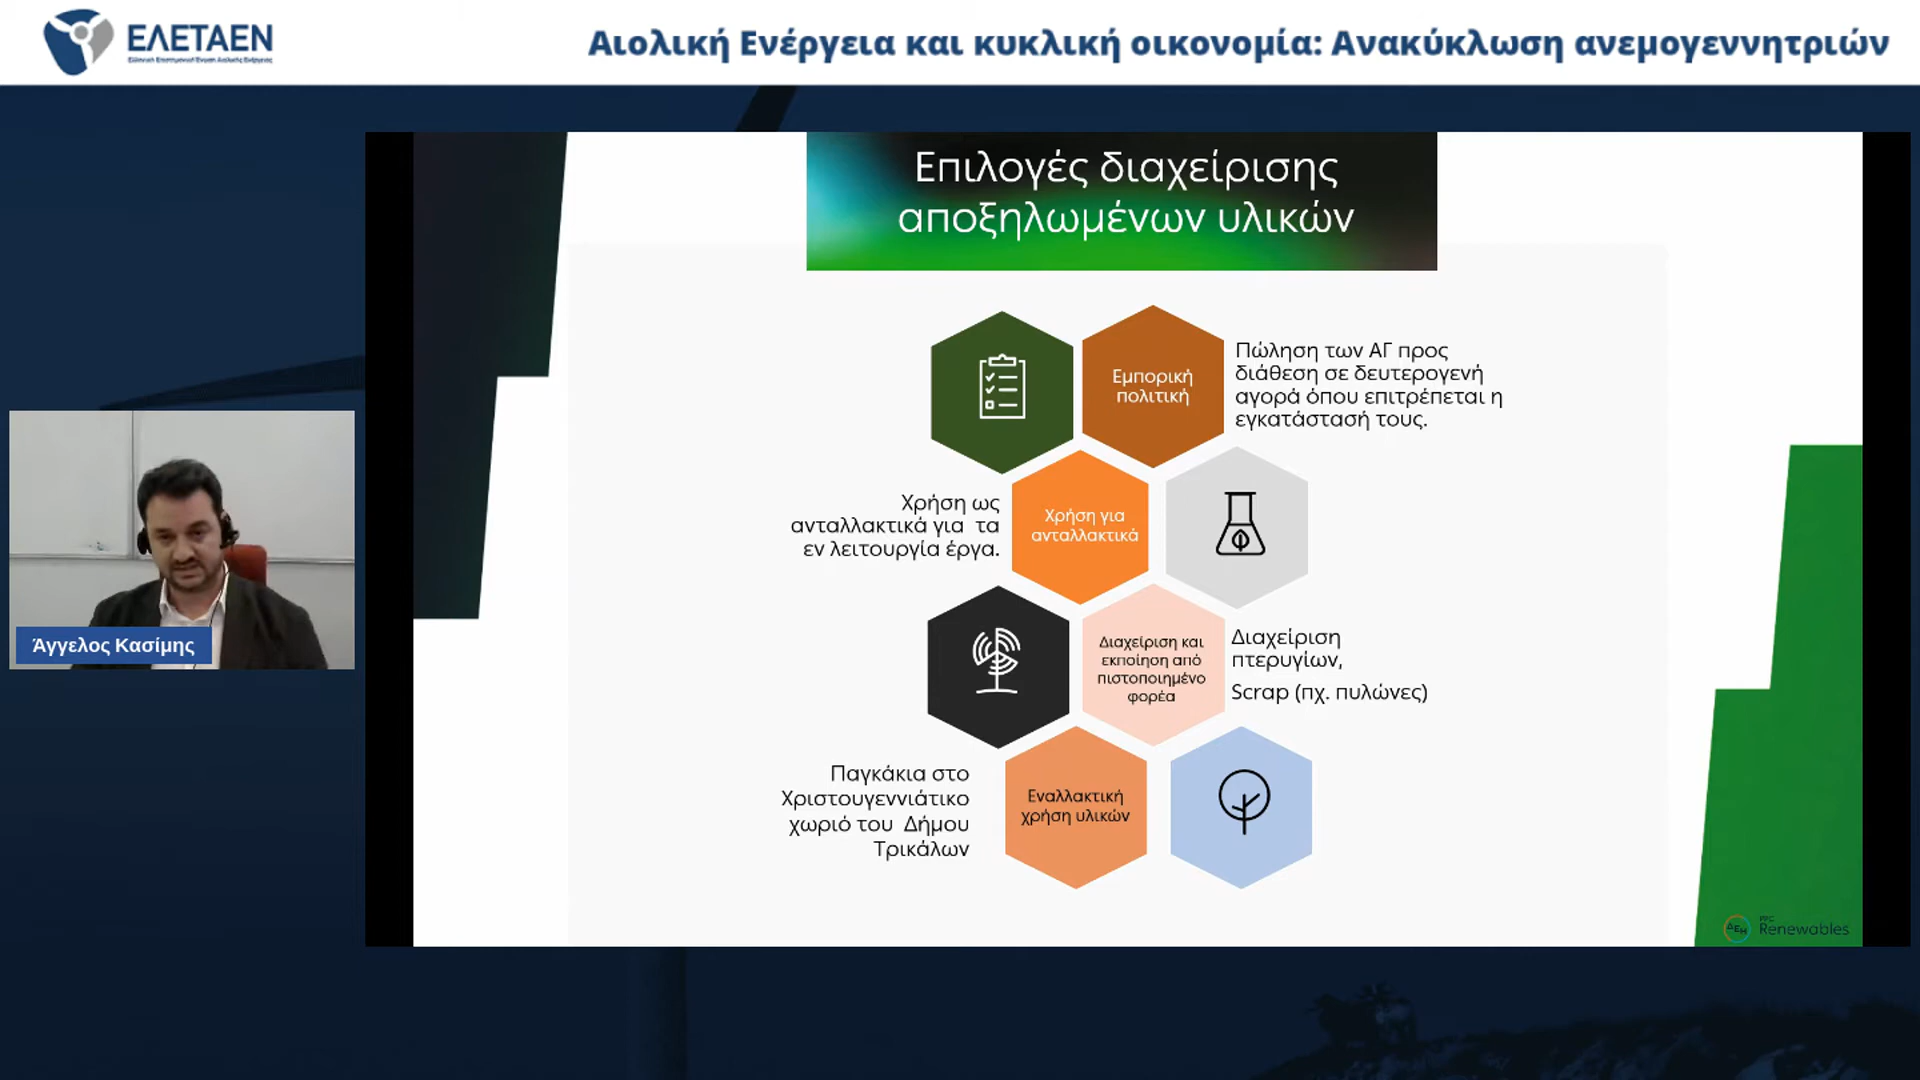 ΕΛΕΤΑΕΝ
Ελληνική Επιστημονική Ένωση Αιολικής Ενέργειας
Αιολική Ενέργεια και κυκλική οικονομία: Ανακύκλωση ανεμογεννητριών
Επιλογές διαχείρισης
αποξηλωμένων υλικών
Εμπορική
πολιτική
Πώληση των ΑΓ προς
διάθεση σε δευτερογενή
αγορά όπου επιτρέπεται η
εγκατάστασή τους.
Χρήση ως
ανταλλακτικά για τα
εν λειτουργία έργα.
Χρήση για
ανταλλακτικά
Διαχείριση και
εκποίηση από
πιστοποιημένο
φορέα
Διαχείριση
πτερυγίων,
Scrap (πχ. πυλώνες)
Παγκάκια στο
Χριστουγεννιάτικο
χωριό του Δήμου
Τρικάλων
Εναλλακτική
χρήση υλικών
Άγγελος Κασίμης
ΔΕΗ
PPC
Renewables